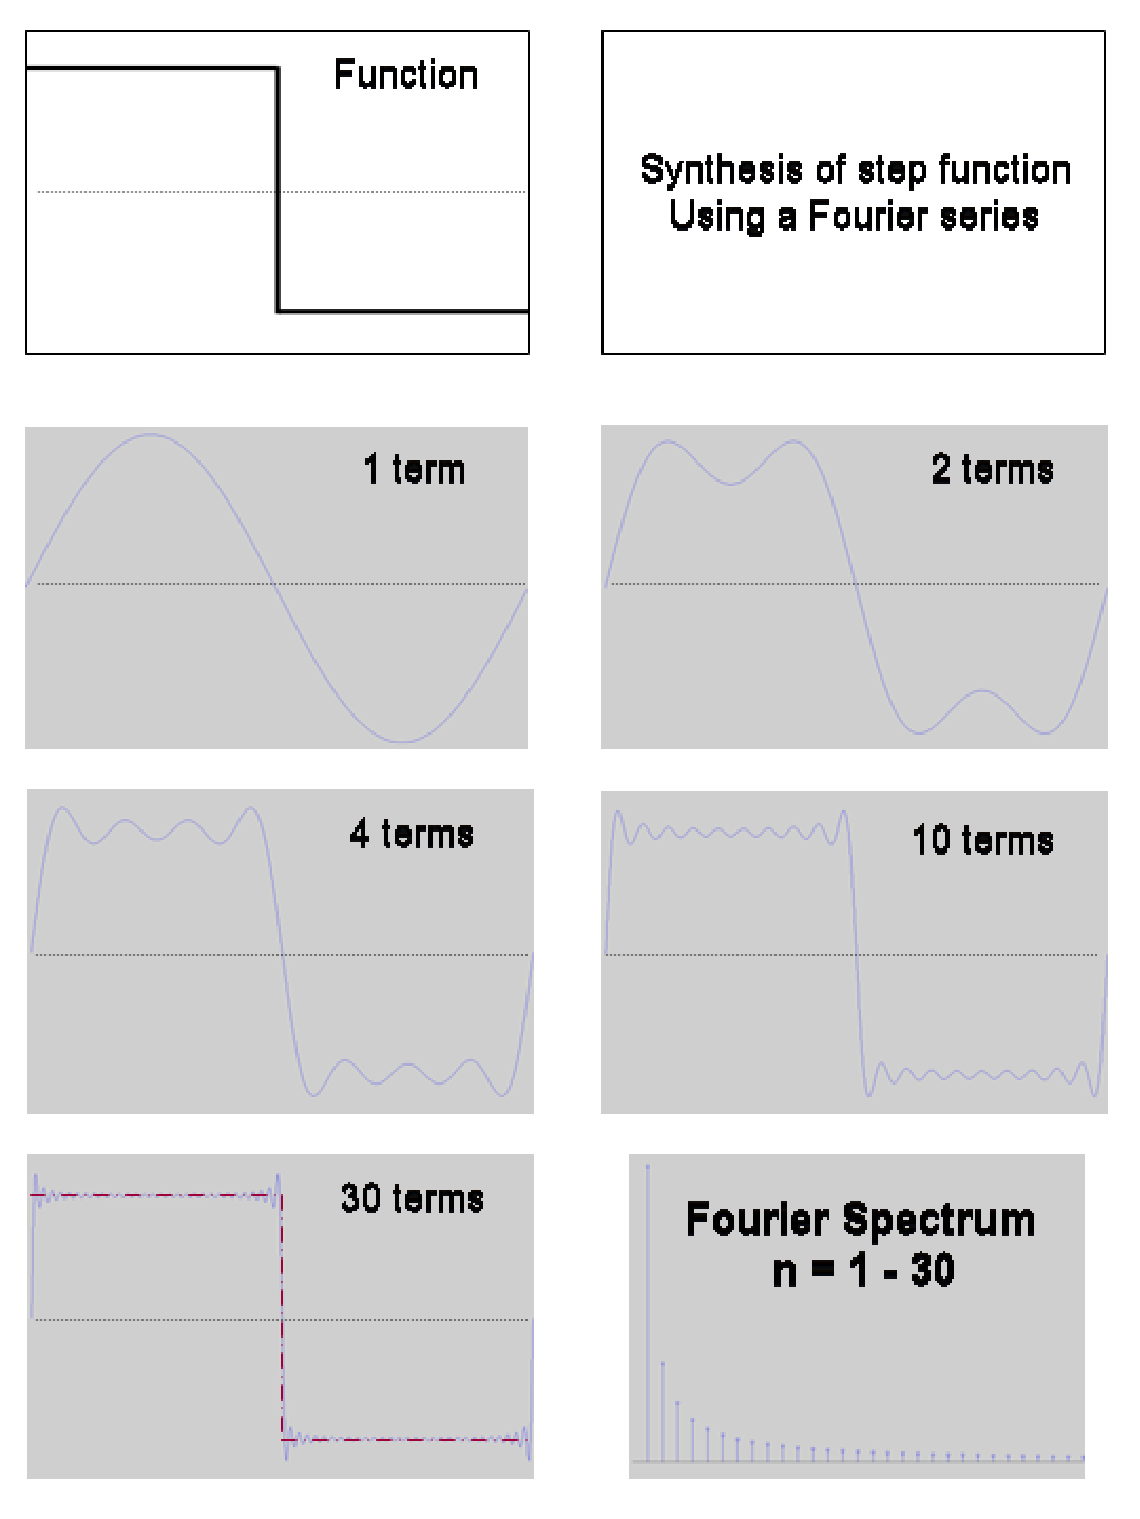 Function
Synthesis of step function
Using a Fourier series
1 term
2 terms
4 terms
10 terms
30 terms
Fourier Spectrum
n = 1 - 30